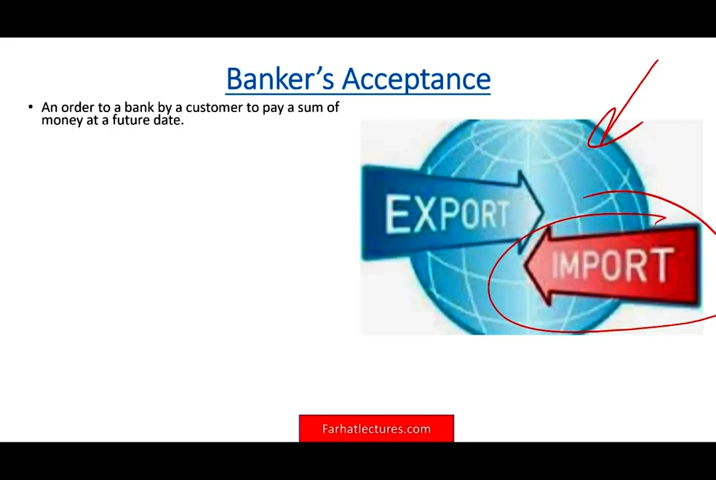 Banker's Acceptance
• An order to a bank by a customer to pay a sum of
money at a future date.
EXPORT
IMPORT
Farhatlectures.com